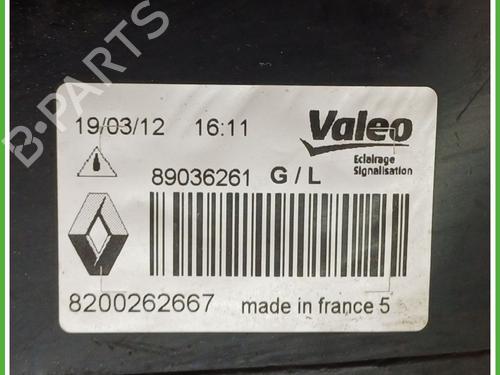 B-PARTS
19/03/12 16:11 Valeo
Eclairage
Signalisation
89036261 G / L
8200262667 made in france 5